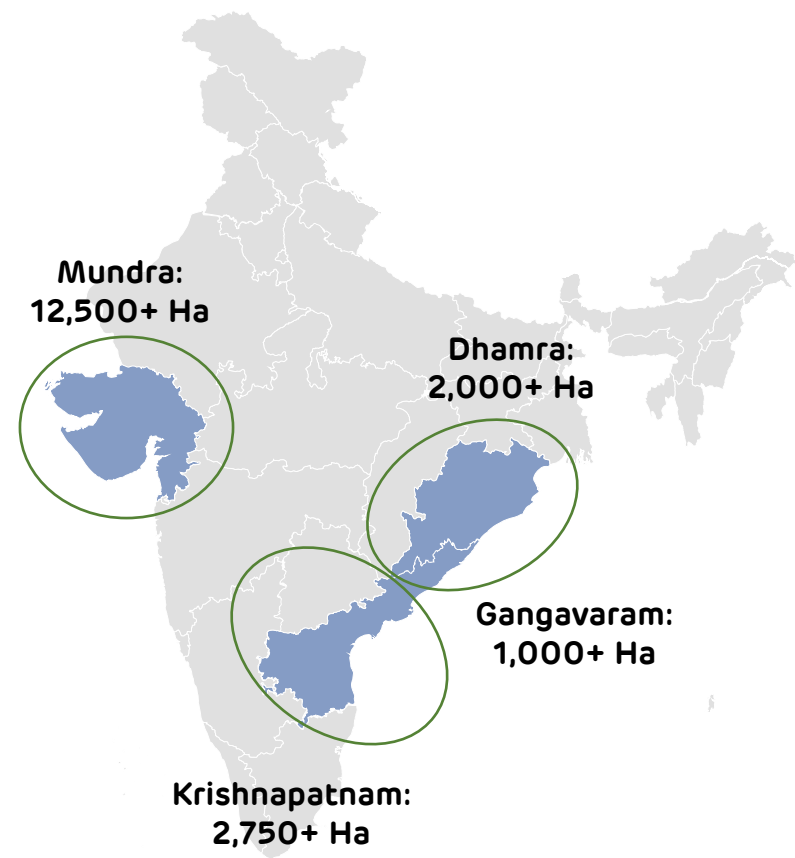 Mundra:
12,500+ Ha
Dhamra:
2,000+ Ha
Gangavaram:
1,000+ Ha
Krishnapatnam:
2,750+ Ha